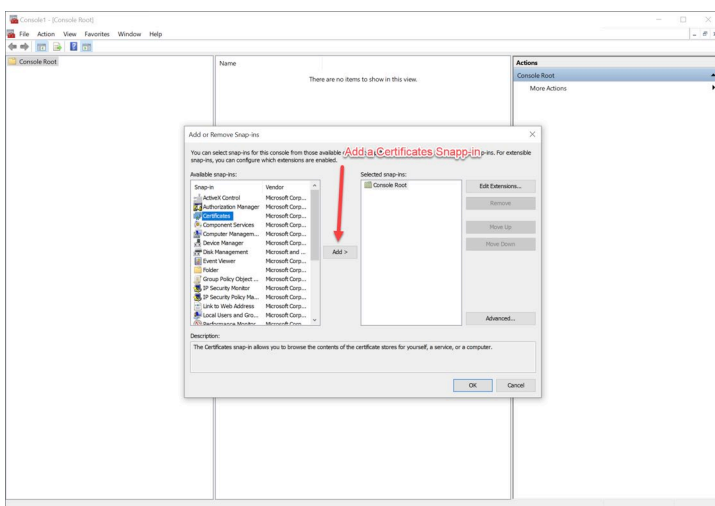 Console1 - [Console Root]
File Action View Favorites Window Help
Console Root
Name
There are no items to show in this view.
Actions
Console Root
More Actions
Add or Remove Snap-ins
You can select snap-ins for this console from those available Add a Certificates Snapp-in p-ins. For extensible
snap-ins, you can configure which extensions are enabled.
Available snap-ins:
Snap-in Vendor
ActiveX Control Microsoft Corp...
Authorization Manager Microsoft Corp...
Certificates Microsoft Corp...
Component Services Microsoft Corp...
Computer Managem... Microsoft Corp...
Device Manager Microsoft Corp...
Disk Management Microsoft and ...
Event Viewer Microsoft Corp...
Folder Microsoft Corp...
Group Policy Object ... Microsoft Corp...
IP Security Monitor Microsoft Corp...
IP Security Policy Ma... Microsoft Corp...
Link to Web Address Microsoft Corp...
Local Users and Gro... Microsoft Corp...
Performance Monitor Microsoft Corp...
Add >
Selected snap-ins:
Console Root
Edit Extensions...
Remove
Move Up
Move Down
Advanced...
Description:
The Certificates snap-in allows you to browse the contents of the certificate stores for yourself, a service, or a computer.
OK Cancel